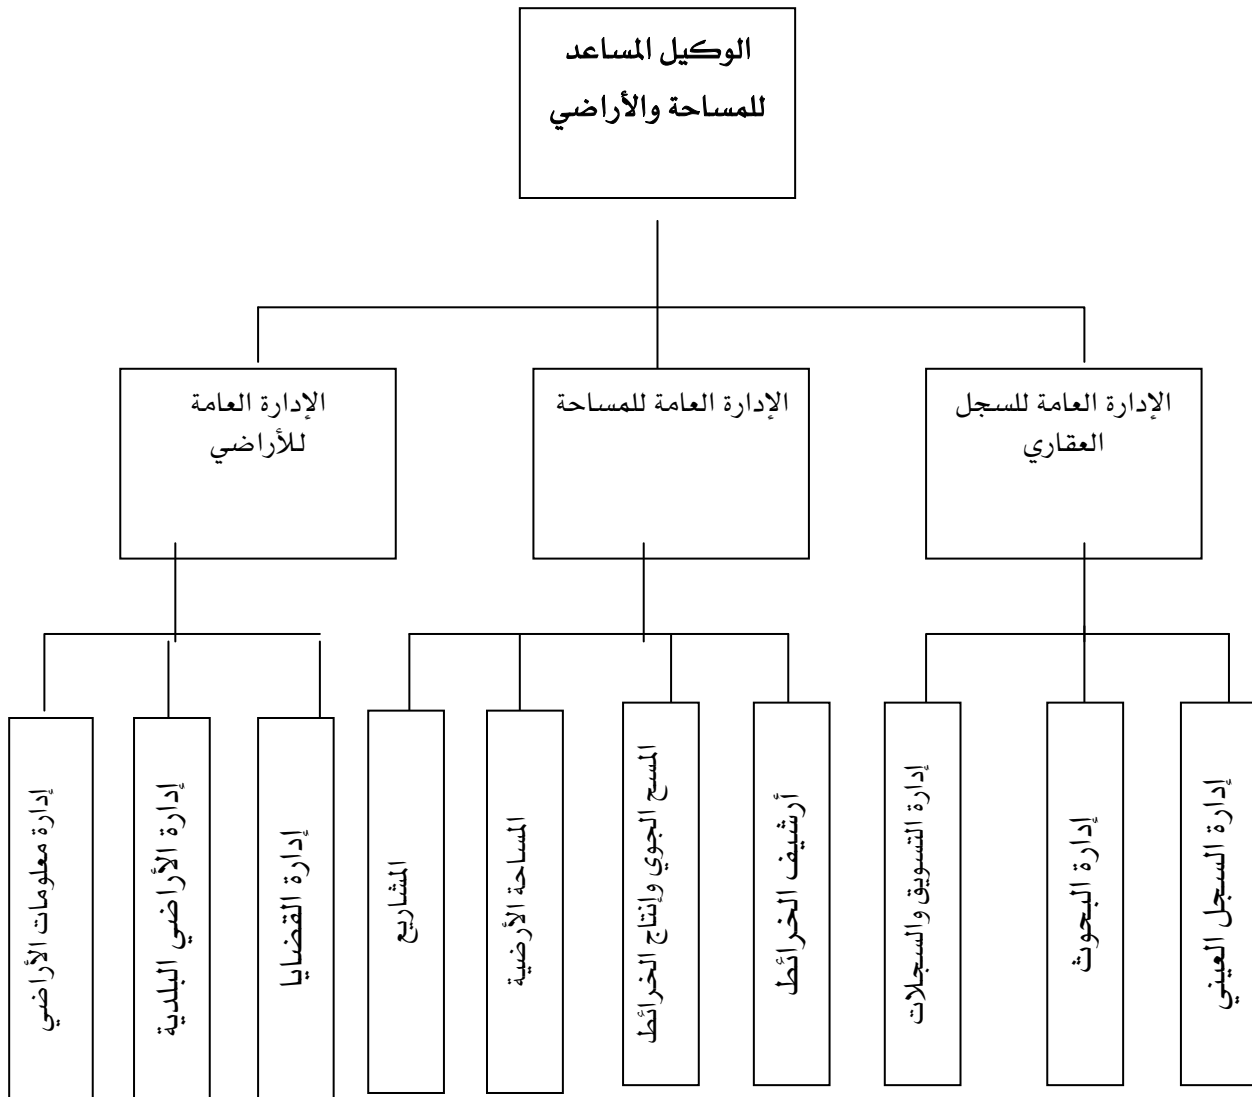 الوكيل المساعد
للمساحة والأراضي
الإدارة العامة للسجل
العقاري
الإدارة العامة للمساحة
الإدارة العامة
للأراضي
إدارة السجل العيني
إدارة البحوث
إدارة التسويق والسجلات
أرشيف الخرائط
المسح الجوي وإنتاج الخرائط
المساحة الأرضية
المشاريع
إدارة القضايا
إدارة الأراضي البلدية
إدارة معلومات الأراضي